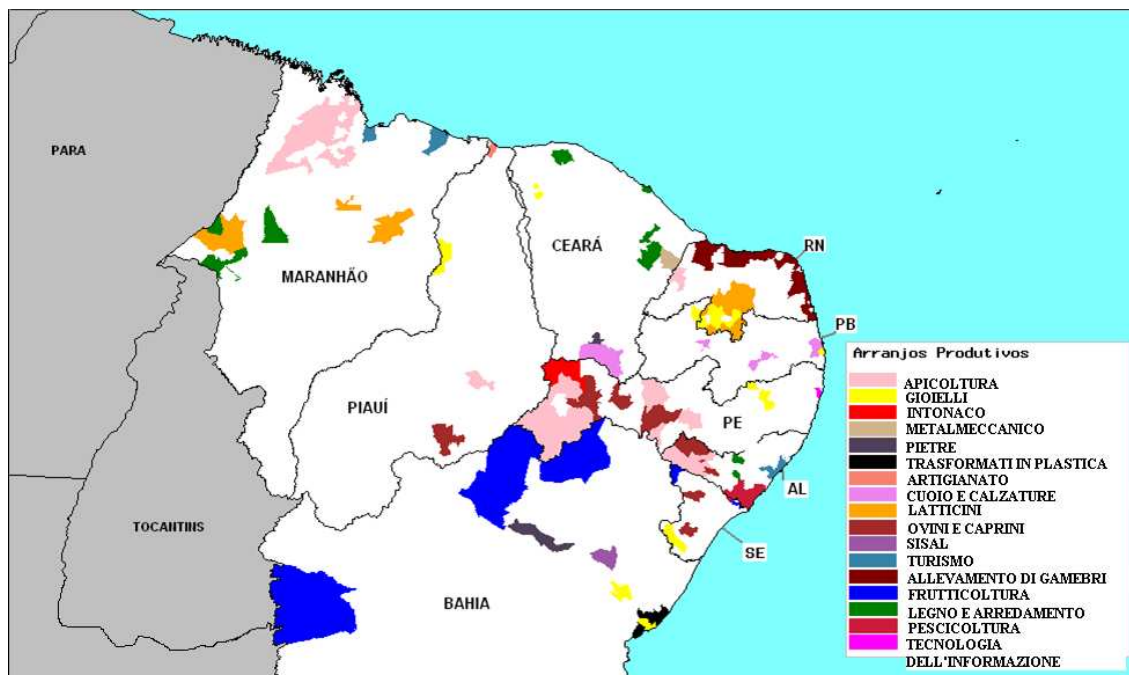 PARA
RN
CEARÁ
MARANHÃO
PB
Arranjos Produtivos
APICOLTURA
GIOIELLI
INTONACO
METALMECCANICO
PIETRE
TRASFORMATI IN PLASTICA
ARTIGIANATO
CUOIO E CALZATURE
LATTICINI
OVINI E CAPRINI
SISAL
TURISMO
ALLEVAMENTO DI GAMEBRI
FRUTTICOLTURA
LEGNO E ARREDAMENTO
PESCICOLTURA
TECNOLOGIA
DELL'INFORMAZIONE
PIAUÍ
PE
AL
TOCANTINS
SE
BAHIA